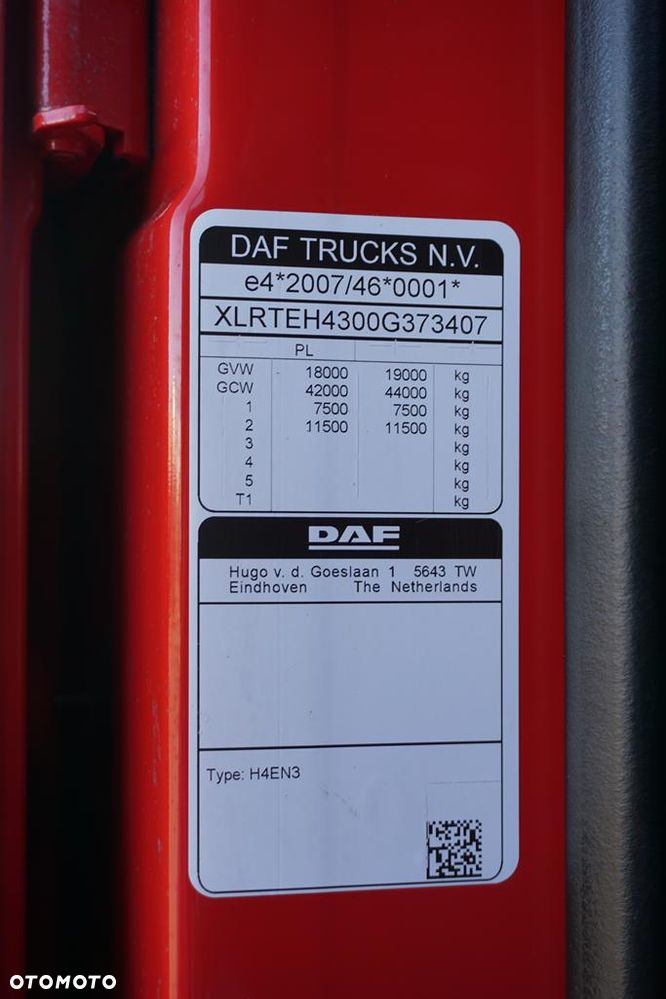 DAF TRUCKS N.V.
e4*2007/46*0001*
XLRTEH4300G373407
PL
GVW 18000 19000 kg
GCW 42000 44000 kg
1 7500 7500 kg
2 11500 11500 kg
3 kg
4 kg
5 kg
T1 kg
DAF
Hugo v. d. Goeslaan 1 5643 TW
Eindhoven The Netherlands
Type: H4EN3
OTOMOTO